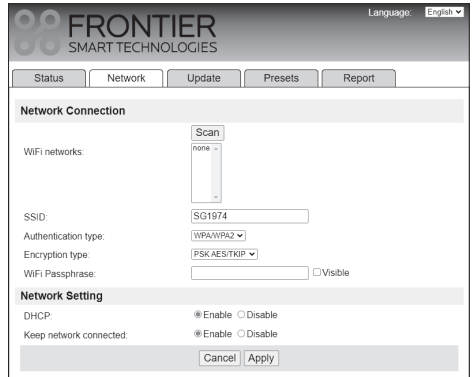 Language: English
FRONTIER
SMART TECHNOLOGIES
Status Network Update Presets Report
Network Connection
Scan
WiFi networks: none
SSID: SG1974
Authentication type: WPA/WPA2
Encryption type: PSK AES/TKIP
WiFi Passphrase: Visible
Network Setting
DHCP: Enable Disable
Keep network connected: Enable Disable
Cancel Apply